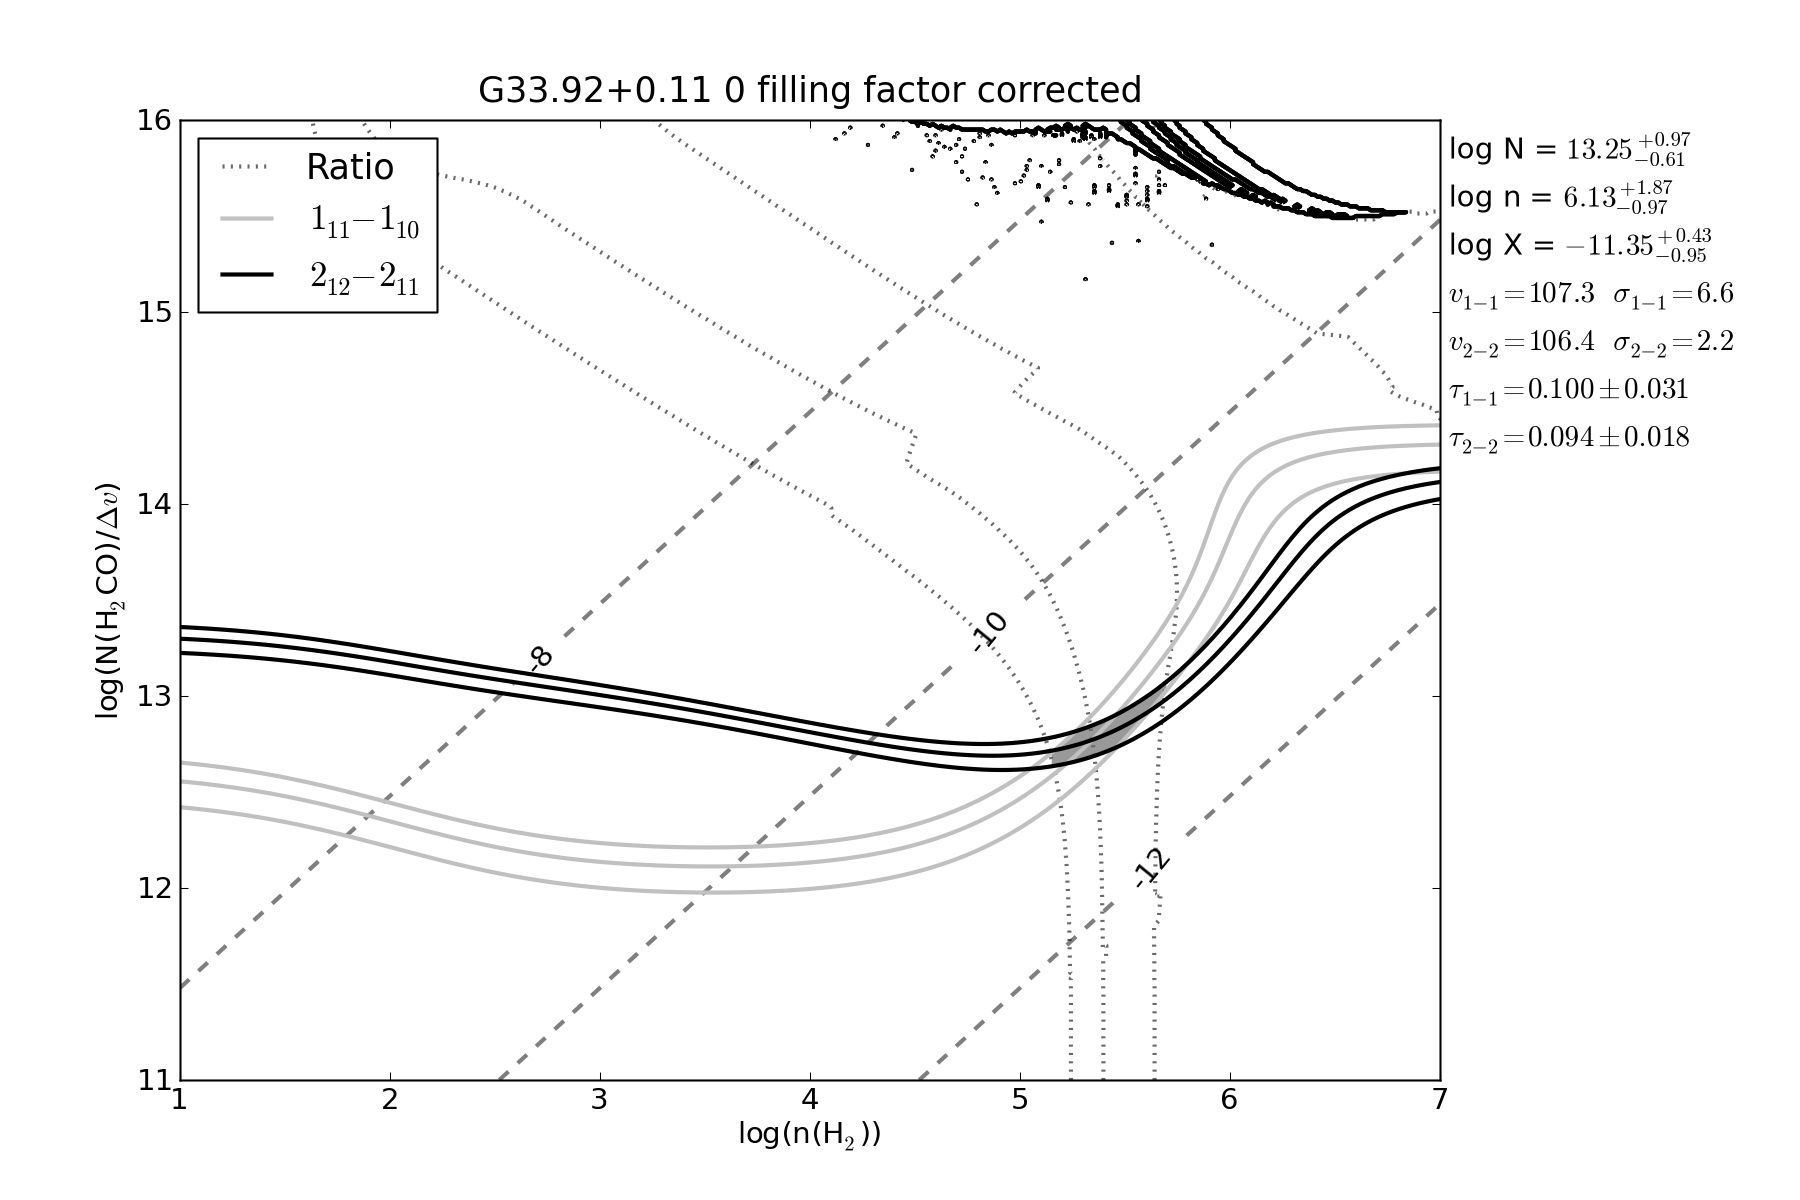 G33.92+0.11 0 filling factor corrected
16
15
14
13
12
11
log(N(H₂CO)/Δv)
Ratio
1₁₁−1₁₀
2₁₂−2₁₁
-8
-10
-12
1 2 3 4 5 6 7
log(n(H₂))
log N = 13.25 +0.97 −0.61
log n = 6.13 +1.87 −0.97
log X = −11.35 +0.43 −0.95
v₁₋₁=107.3 σ₁₋₁=6.6
v₂₋₂=106.4 σ₂₋₂=2.2
τ₁₋₁=0.100±0.031
τ₂₋₂=0.094±0.018